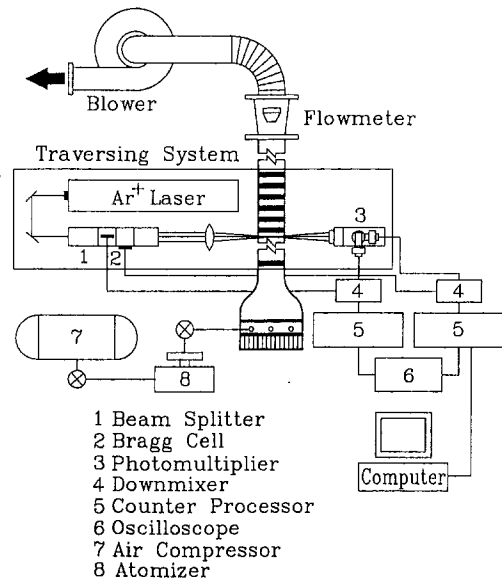 Blower
Flowmeter
Traversing System
Ar+ Laser
3
1
2
4
4
7
5
5
8
6
1 Beam Splitter
2 Bragg Cell
3 Photomultiplier
4 Downmixer
5 Counter Processor
6 Oscilloscope
7 Air Compressor
8 Atomizer
Computer